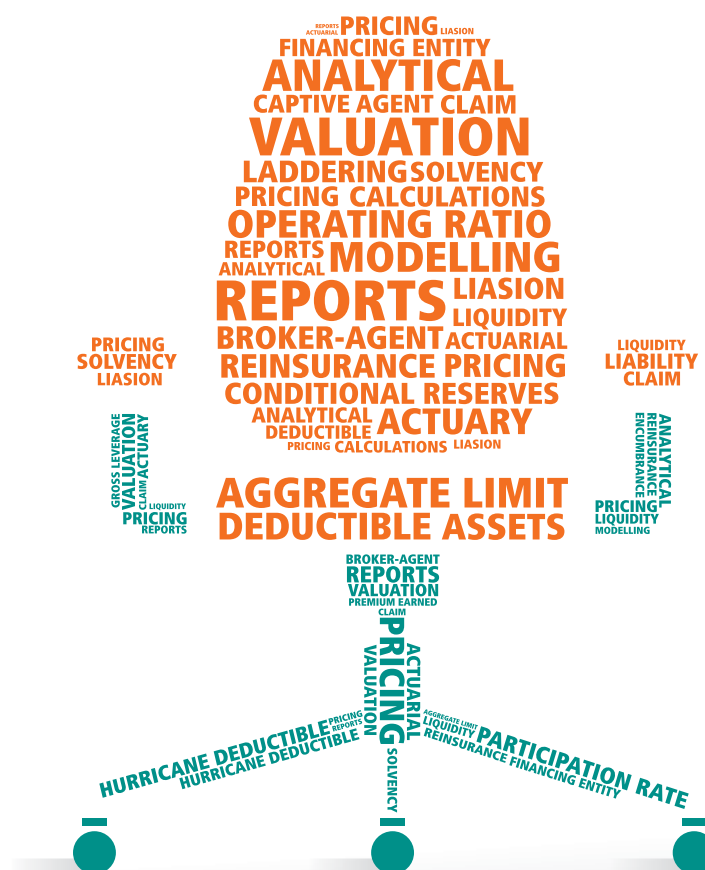 REPORTS
ACTUARIAL
PRICING
LIASION
FINANCING ENTITY
ANALYTICAL
CAPTIVE AGENT CLAIM
VALUATION
LADDERING SOLVENCY
PRICING CALCULATIONS
OPERATING RATIO
REPORTS
ANALYTICAL
MODELLING
REPORTS
LIASION
LIQUIDITY
BROKER-AGENT ACTUARIAL
REINSURANCE PRICING
CONDITIONAL RESERVES
ANALYTICAL
DEDUCTIBLE
ACTUARY
PRICING CALCULATIONS LIASION
PRICING
SOLVENCY
LIASION
LIQUIDITY
LIABILITY
CLAIM
GROSS LEVERAGE
VALUATION
CLAIM ACTUARY
LIQUIDITY
PRICING
REPORTS
ANALYTICAL
REINSURANCE
ENCUMBRANCE
PRICING
LIQUIDITY
MODELLING
AGGREGATE LIMIT
DEDUCTIBLE ASSETS
BROKER-AGENT
REPORTS
VALUATION
PREMIUM EARNED
CLAIM
VALUATION
PRICING
ACTUARIAL
SOLVENCY
HURRICANE DEDUCTIBLE
PRICING
REPORTS
HURRICANE DEDUCTIBLE
AGGREGATE LIMIT
LIQUIDITY
PARTICIPATION RATE
REINSURANCE FINANCING ENTITY